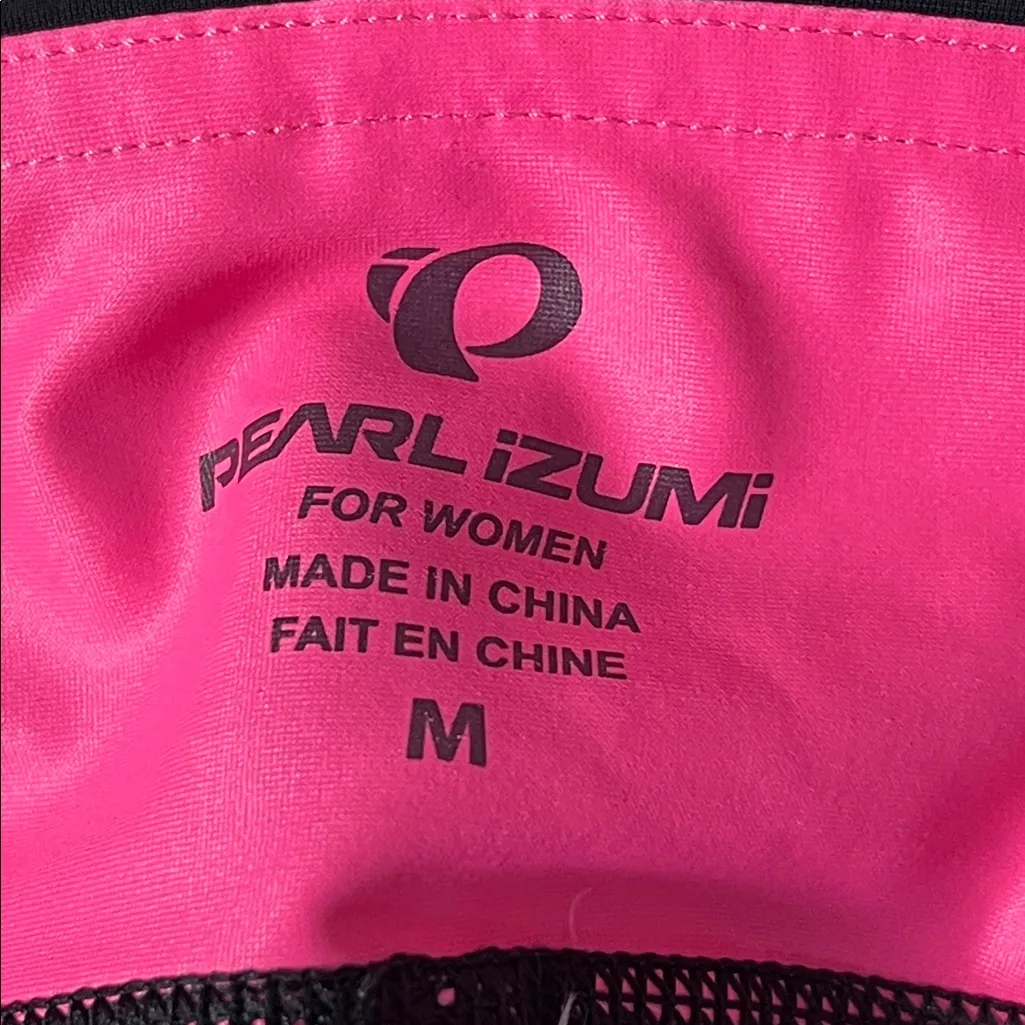 PEARL iZUMi
FOR WOMEN
MADE IN CHINA
FAIT EN CHINE
M